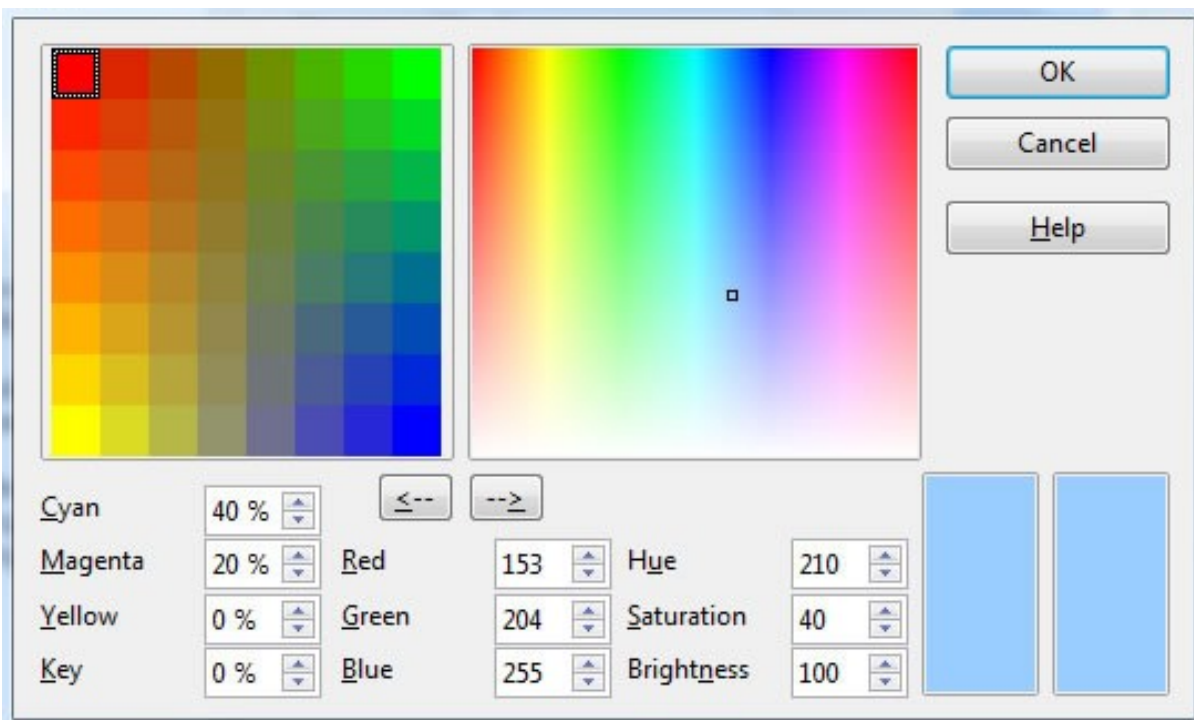 OK
Cancel
Help
<-- -->
Cyan 40 %
Magenta 20 % Red 153 Hue 210
Yellow 0 % Green 204 Saturation 40
Key 0 % Blue 255 Brightness 100